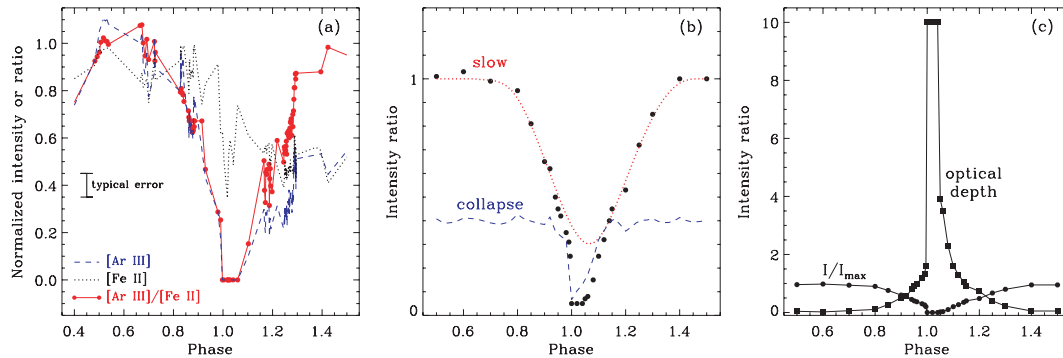 (a)
Normalized intensity or ratio
1.0
0.8
0.6
0.4
0.2
0.0
typical error
[Ar III]
[Fe II]
[Ar III]/[Fe II]
0.4 0.6 0.8 1.0 1.2 1.4
Phase
(b)
Intensity ratio
1
0
slow
collapse
0.6 0.8 1.0 1.2 1.4
Phase
(c)
Intensity ratio
10
8
6
4
2
0
optical
depth
I/Imax
0.6 0.8 1.0 1.2 1.4
Phase